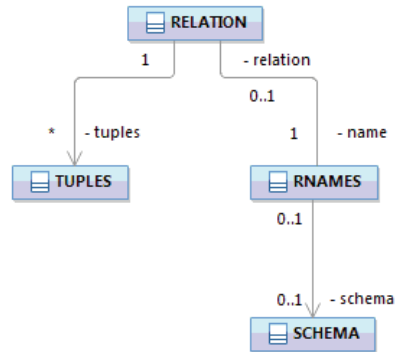 RELATION
1
- relation
0..1
* - tuples
1 - name
TUPLES
RNAMES
0..1
0..1 - schema
SCHEMA